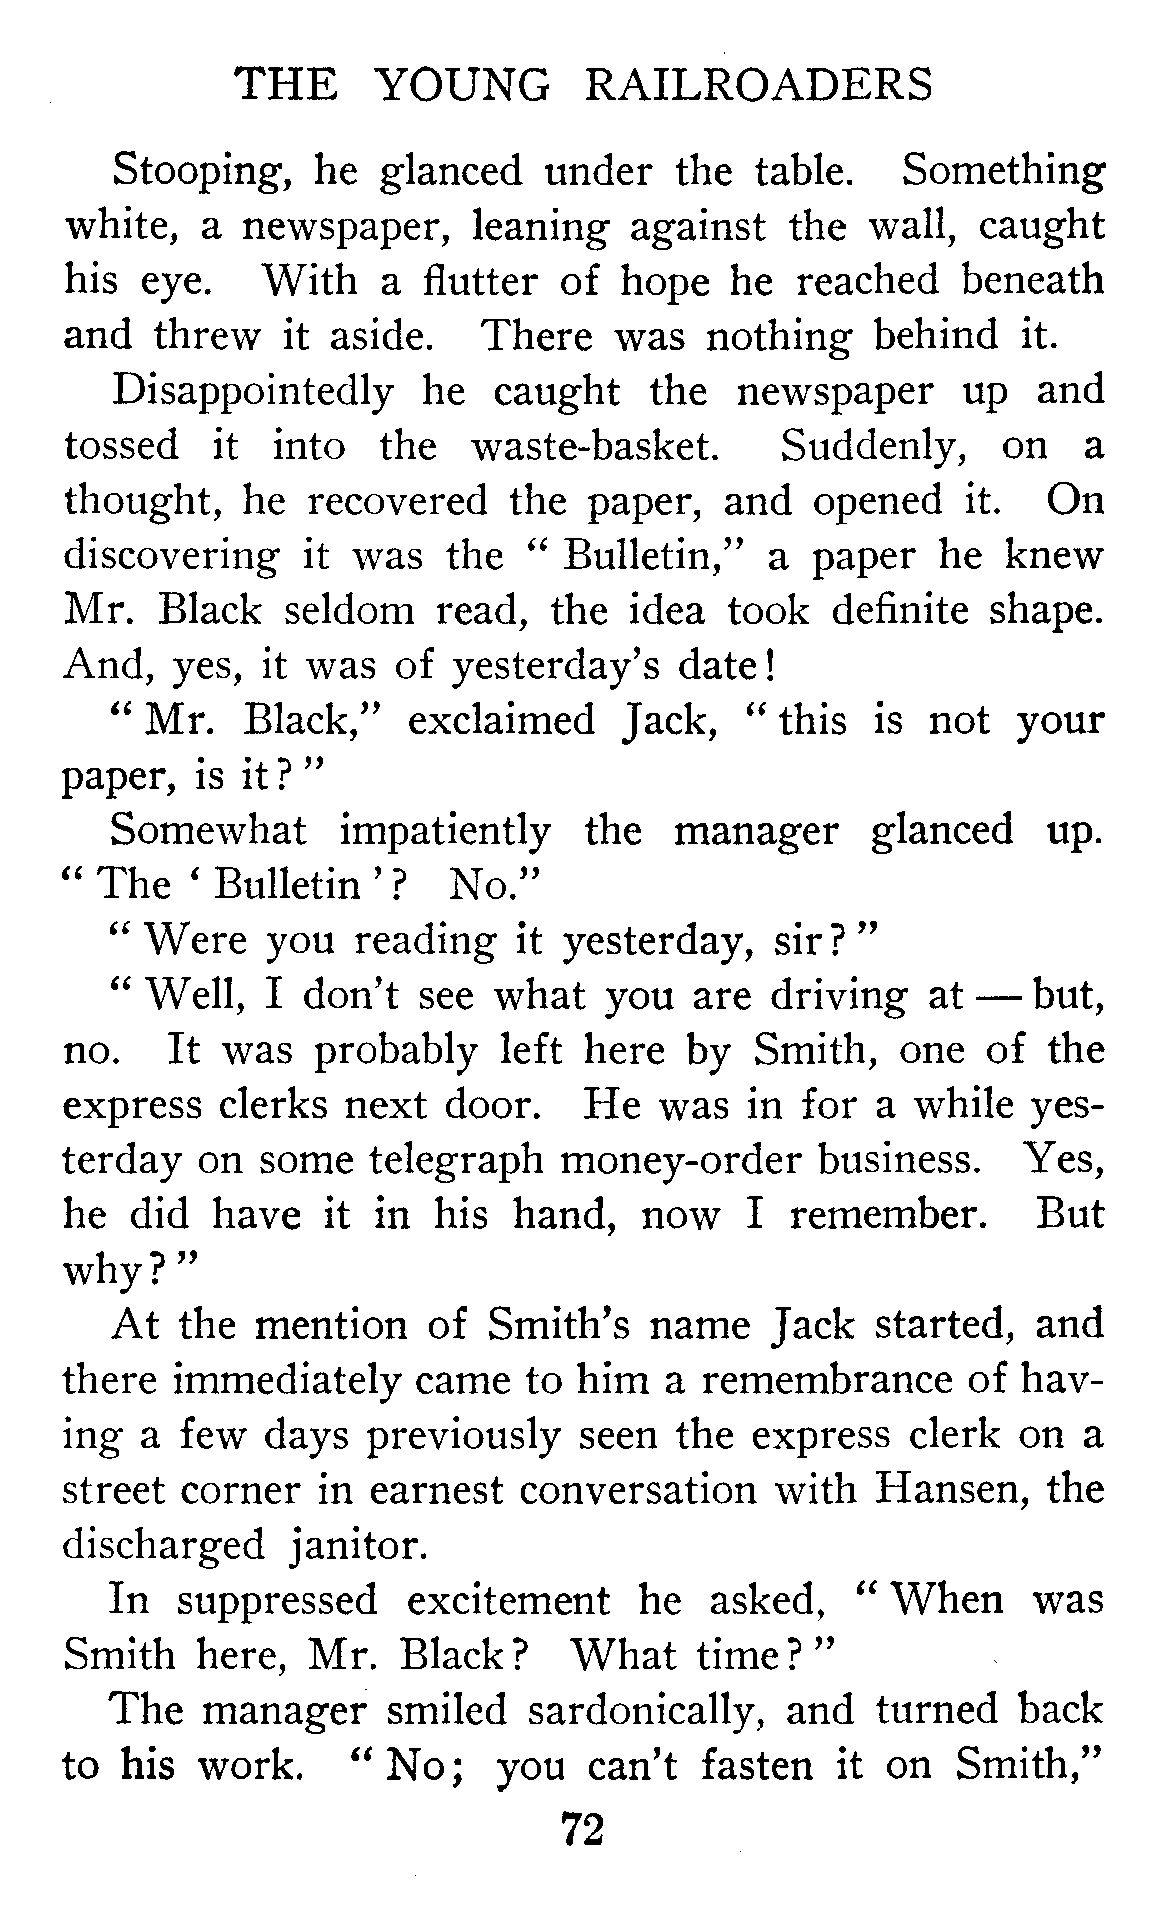 THE YOUNG RAILROADERS
Stooping, he glanced under the table. Something
white, a newspaper, leaning against the wall, caught
his eye. With a flutter of hope he reached beneath
and threw it aside. There was nothing behind it.
Disappointedly he caught the newspaper up and
tossed it into the waste-basket. Suddenly, on a
thought, he recovered the paper, and opened it. On
discovering it was the " Bulletin," a paper he knew
Mr. Black seldom read, the idea took definite shape.
And, yes, it was of yesterday's date!
" Mr. Black," exclaimed Jack, " this is not your
paper, is it? "
Somewhat impatiently the manager glanced up.
" The ' Bulletin '? No."
" Were you reading it yesterday, sir? "
" Well, I don't see what you are driving at — but,
no. It was probably left here by Smith, one of the
express clerks next door. He was in for a while yes-
terday on some telegraph money-order business. Yes,
he did have it in his hand, now I remember. But
why? "
At the mention of Smith's name Jack started, and
there immediately came to him a remembrance of hav-
ing a few days previously seen the express clerk on a
street corner in earnest conversation with Hansen, the
discharged janitor.
In suppressed excitement he asked, " When was
Smith here, Mr. Black? What time? "
The manager smiled sardonically, and turned back
to his work. " No; you can't fasten it on Smith,"
72